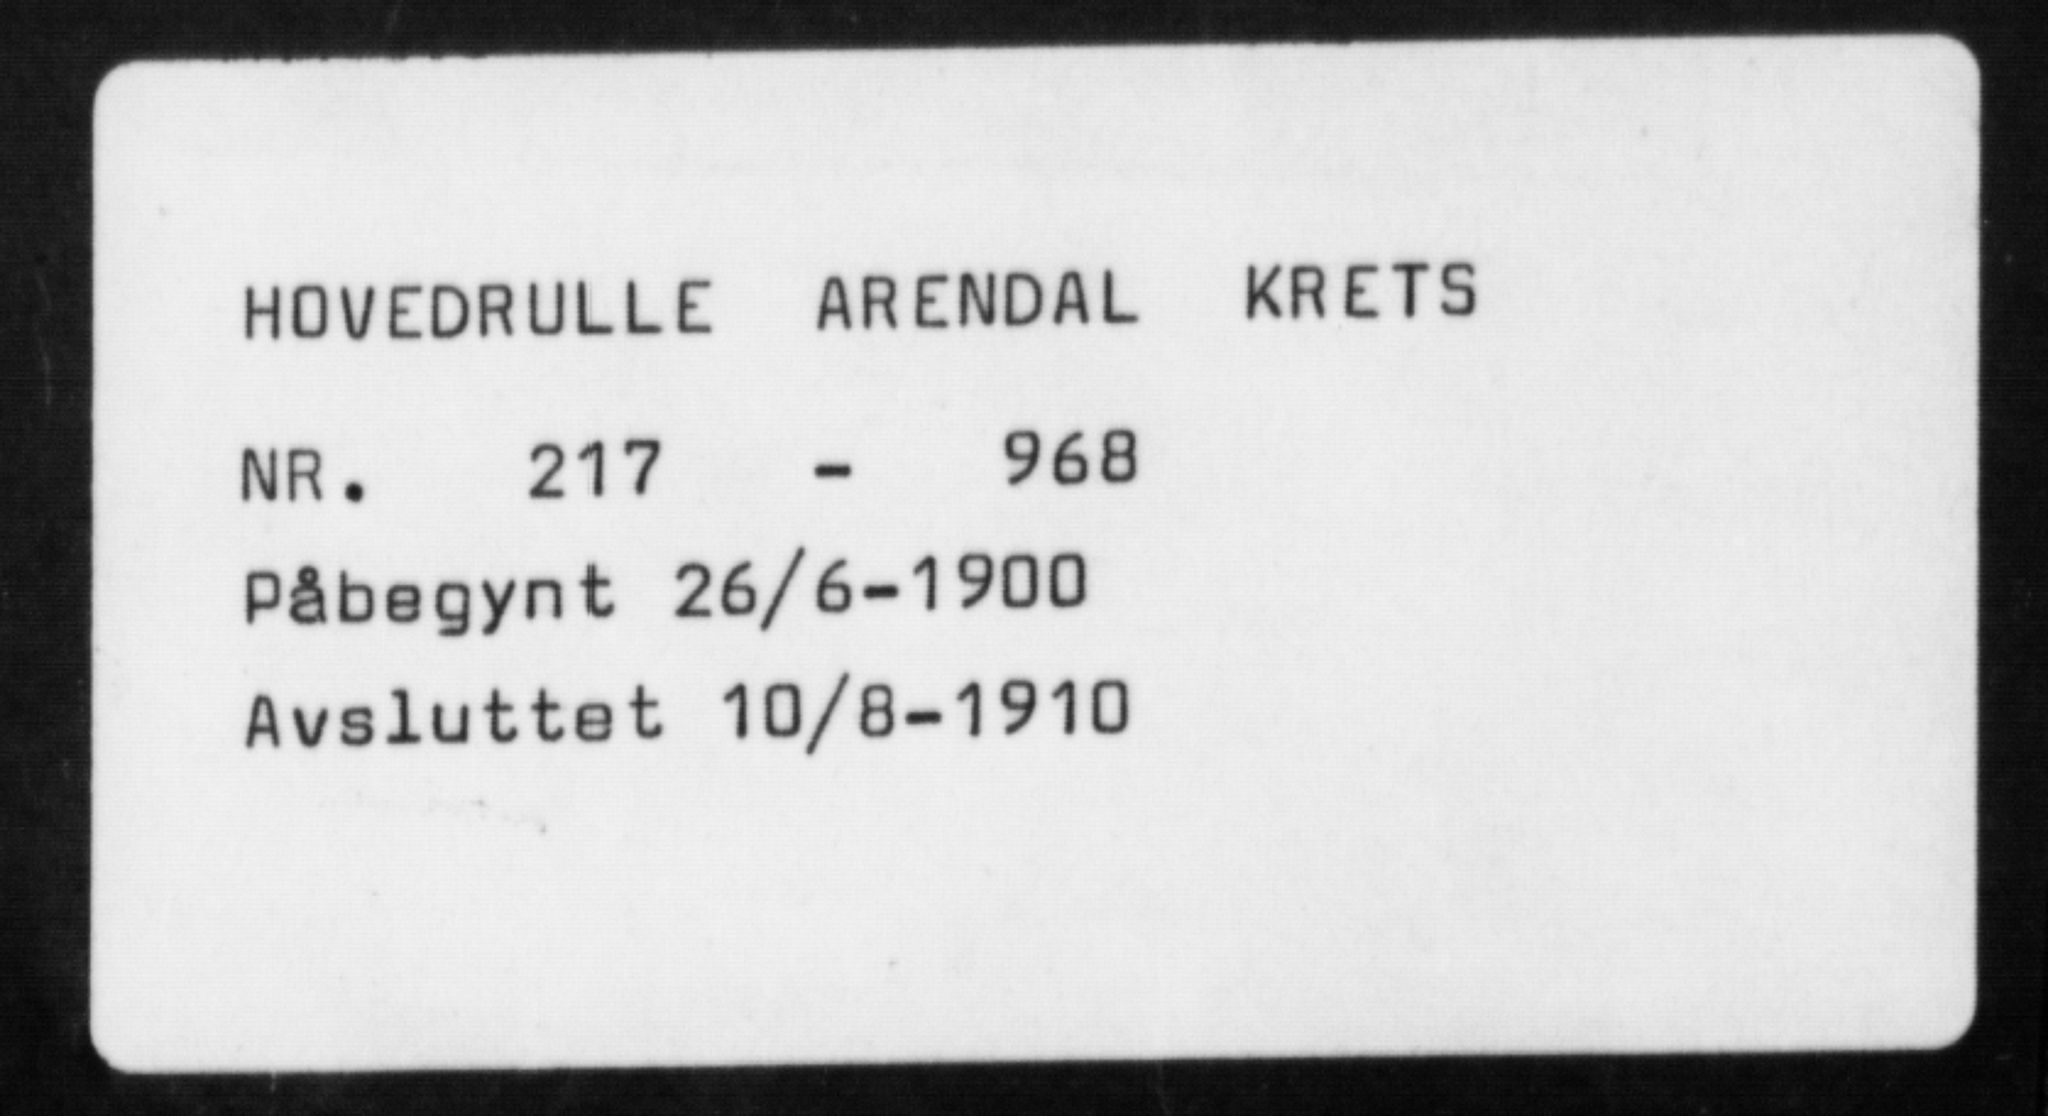 HOVEDRULLE ARENDAL KRETS
NR. 217 - 968
Påbegynt 26/6-1900
Avsluttet 10/8-1910